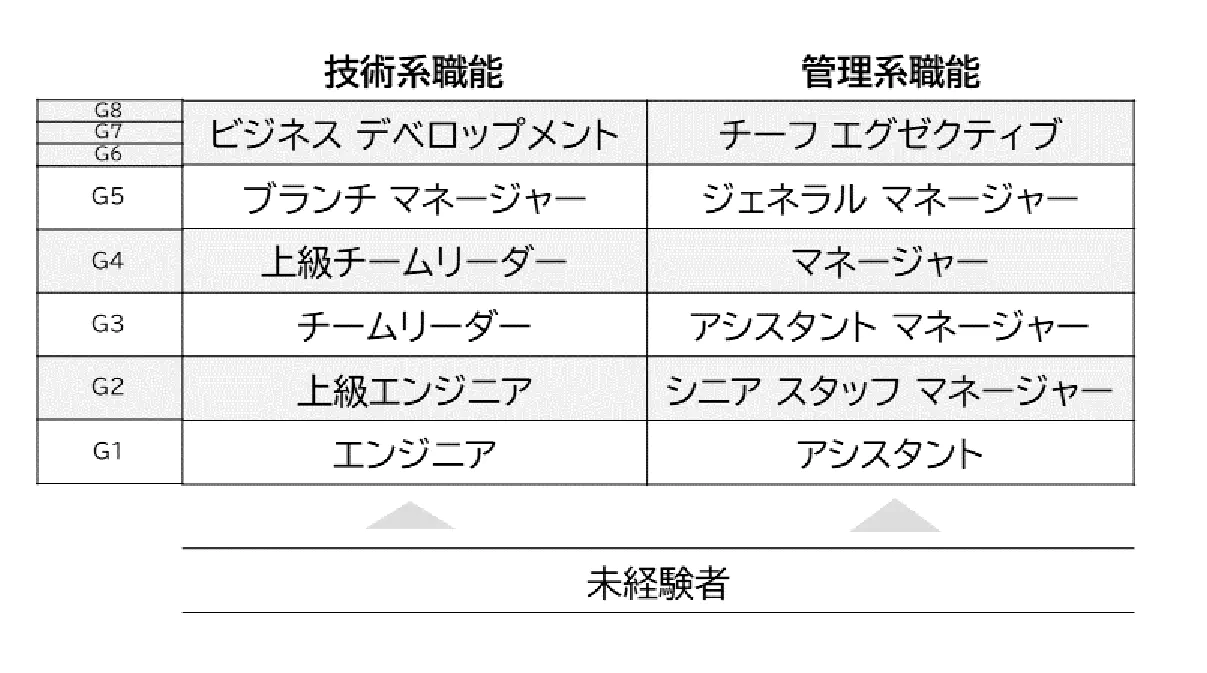 技術系職能 管理系職能
G8
G7
G6
ビジネス デベロップメント チーフ エグゼクティブ
G5 ブランチ マネージャー ジェネラル マネージャー
G4 上級チームリーダー マネージャー
G3 チームリーダー アシスタント マネージャー
G2 上級エンジニア シニア スタッフ マネージャー
G1 エンジニア アシスタント
未経験者